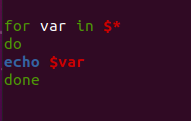 for var in $*
do
echo $var
done